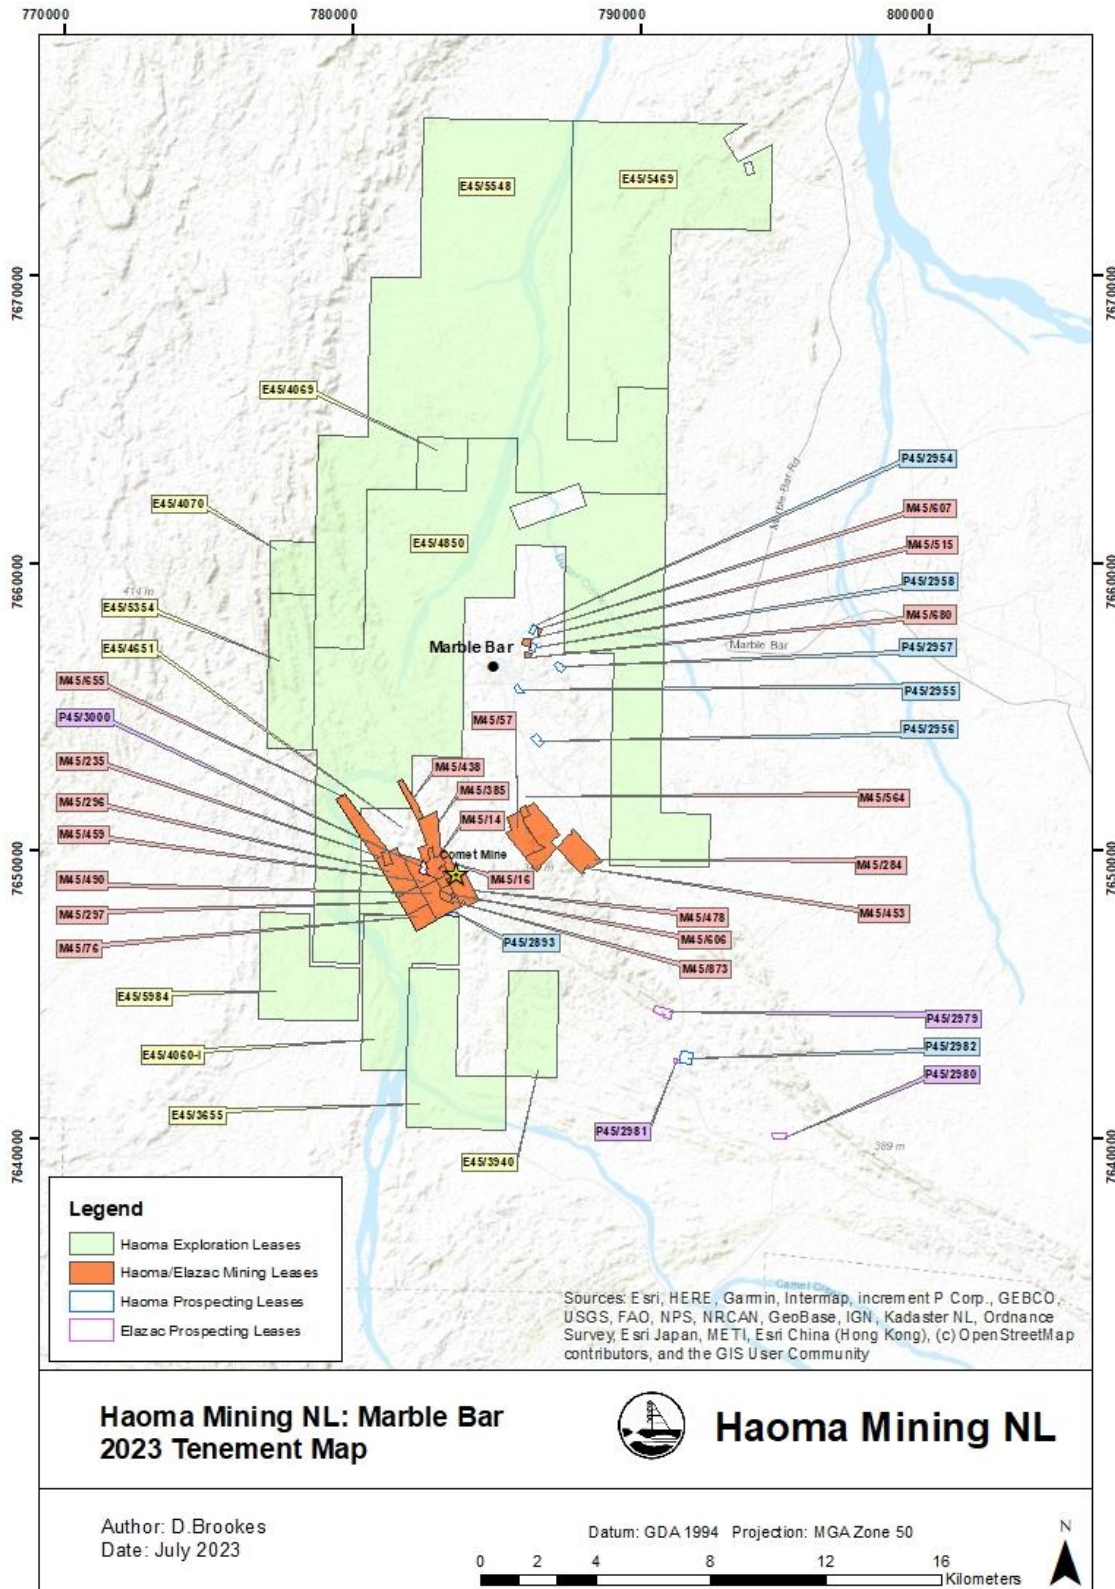 770000
780000
790000
800000
7670000
7670000
7660000
7660000
7650000
7650000
7640000
7640000
E45/5548
E45/5469
E45/4069
E45/4070
E45/4850
E45/5354
E45/4651
M45/655
P45/3000
M45/235
M45/296
M45/459
M45/490
M45/297
M45/76
E45/5984
E45/4060-I
E45/3655
E45/3940
P45/2954
M45/607
M45/515
P45/2958
M45/680
P45/2957
P45/2955
P45/2956
M45/564
M45/284
M45/453
M45/57
M45/438
M45/385
M45/14
Comet Mine
M45/16
M45/478
M45/606
M45/873
P45/2893
P45/2979
P45/2982
P45/2980
P45/2981
Marble Bar
Marble Bar
Marble Bar Rd
414 m
389 m
Legend
Haoma Exploration Leases
Haoma/Elazac Mining Leases
Haoma Prospecting Leases
Elazac Prospecting Leases
Sources: Esri, HERE, Garmin, Intermap, increment P Corp., GEBCO,
USGS, FAO, NPS, NRCAN, GeoBase, IGN, Kadaster NL, Ordnance
Survey, Esri Japan, METI, Esri China (Hong Kong), (c) OpenStreetMap
contributors, and the GIS User Community
Haoma Mining NL: Marble Bar
2023 Tenement Map
Haoma Mining NL
Author: D.Brookes
Date: July 2023
Datum: GDA 1994 Projection: MGA Zone 50
0 2 4 8 12 16
Kilometers
N